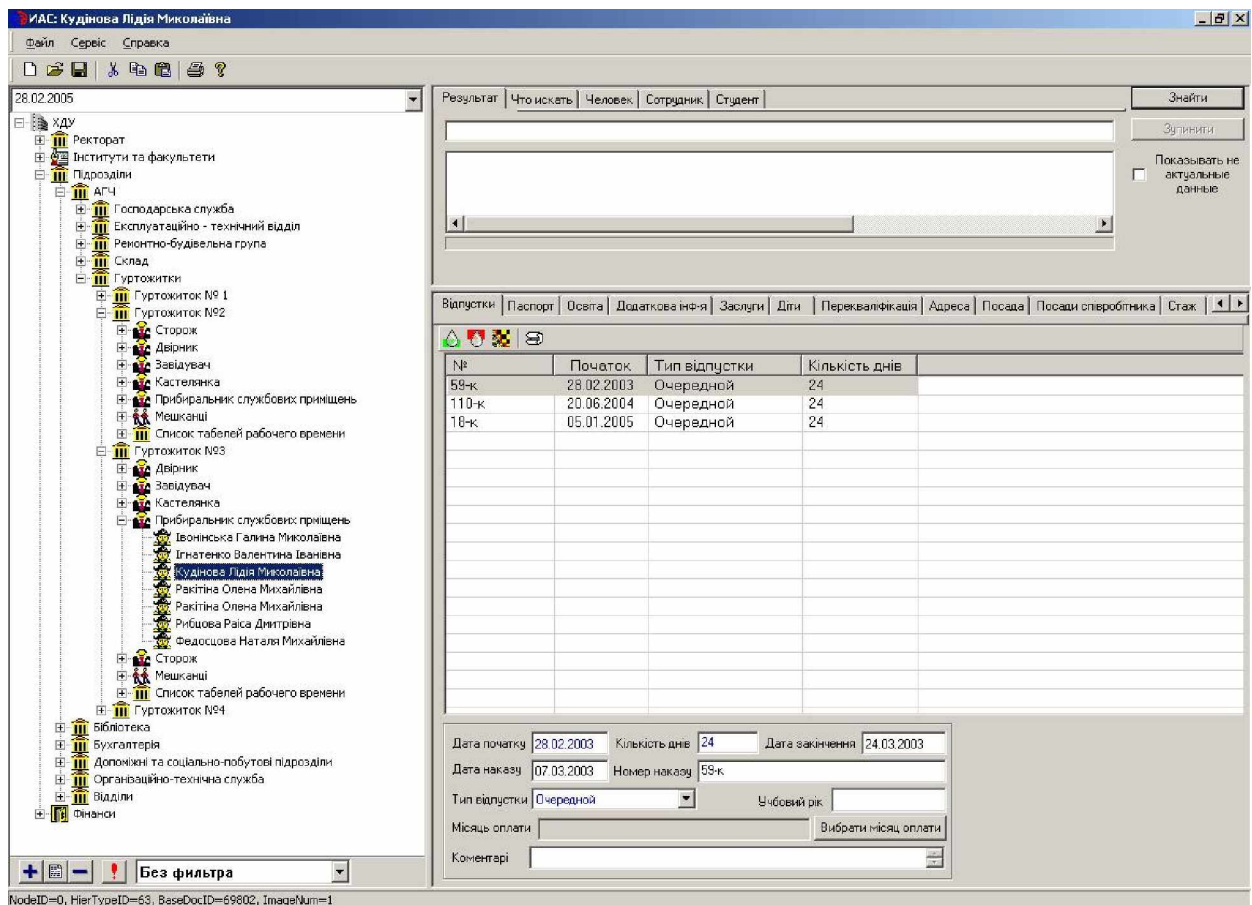 ИАС: Кудінова Лідія Миколаївна
Файл Сервіс Справка
28.02.2005
ХДУ
Ректорат
Інститути та факультети
Підрозділи
АГЧ
Господарська служба
Експлуатаційно - технічний відділ
Ремонтно-будівельна група
Склад
Гуртожитки
Гуртожиток № 1
Гуртожиток №2
Сторож
Двірник
Завідувач
Кастелянка
Прибиральник службових приміщень
Мешканці
Список табелей рабочего времени
Гуртожиток №3
Двірник
Завідувач
Кастелянка
Прибиральник службових приміщень
Івонінська Галина Миколаївна
Ігнатенко Валентина Іванівна
Кудінова Лідія Миколаївна
Ракітіна Олена Михайлівна
Ракітіна Олена Михайлівна
Рибцова Раїса Дмитрівна
Федосцова Наталя Михайлівна
Сторож
Мешканці
Список табелей рабочего времени
Гуртожиток №4
Бібліотека
Бухгалтерія
Допоміжні та соціально-побутові підрозділи
Організаційно-технічна служба
Відділи
Фінанси
Без фильтра
Результат Что искать Человек Сотрудник Студент
Знайти
Зупинити
Показывать не
актуальные
данные
Відпустки Паспорт Освіта Додаткова інф-я Заслуги Діти Перекваліфікація Адреса Посада Посади співробітника Стаж
№ Початок Тип відпустки Кількість днів
59-к 28.02.2003 Очередной 24
110-к 20.06.2004 Очередной 24
18-к 05.01.2005 Очередной 24
Дата початку 28.02.2003 Кількість днів 24 Дата закінчення 24.03.2003
Дата наказу 07.03.2003 Номер наказу 59-к
Тип відпустки Очередной Учбовий рік
Місяць оплати Вибрати місяц оплати
Коментарі
NodeID=0, HierTypeID=63, BaseDocID=69802, ImageNum=1